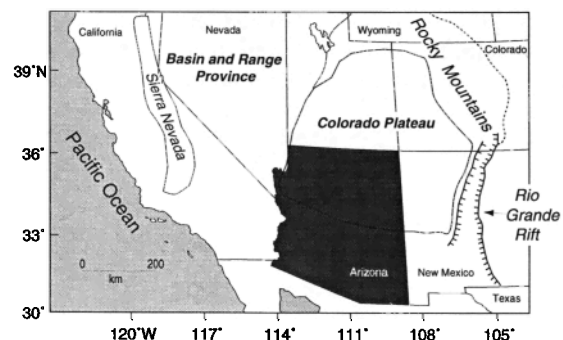 California
Nevada
Wyoming
Colorado
Basin and Range
Province
Rocky Mountains
39°N
Sierra Nevada
Colorado Plateau
36°
Pacific Ocean
Rio
Grande
Rift
33°
0 200
km
Arizona
New Mexico
Texas
30°
120°W 117° 114° 111° 108° 105°